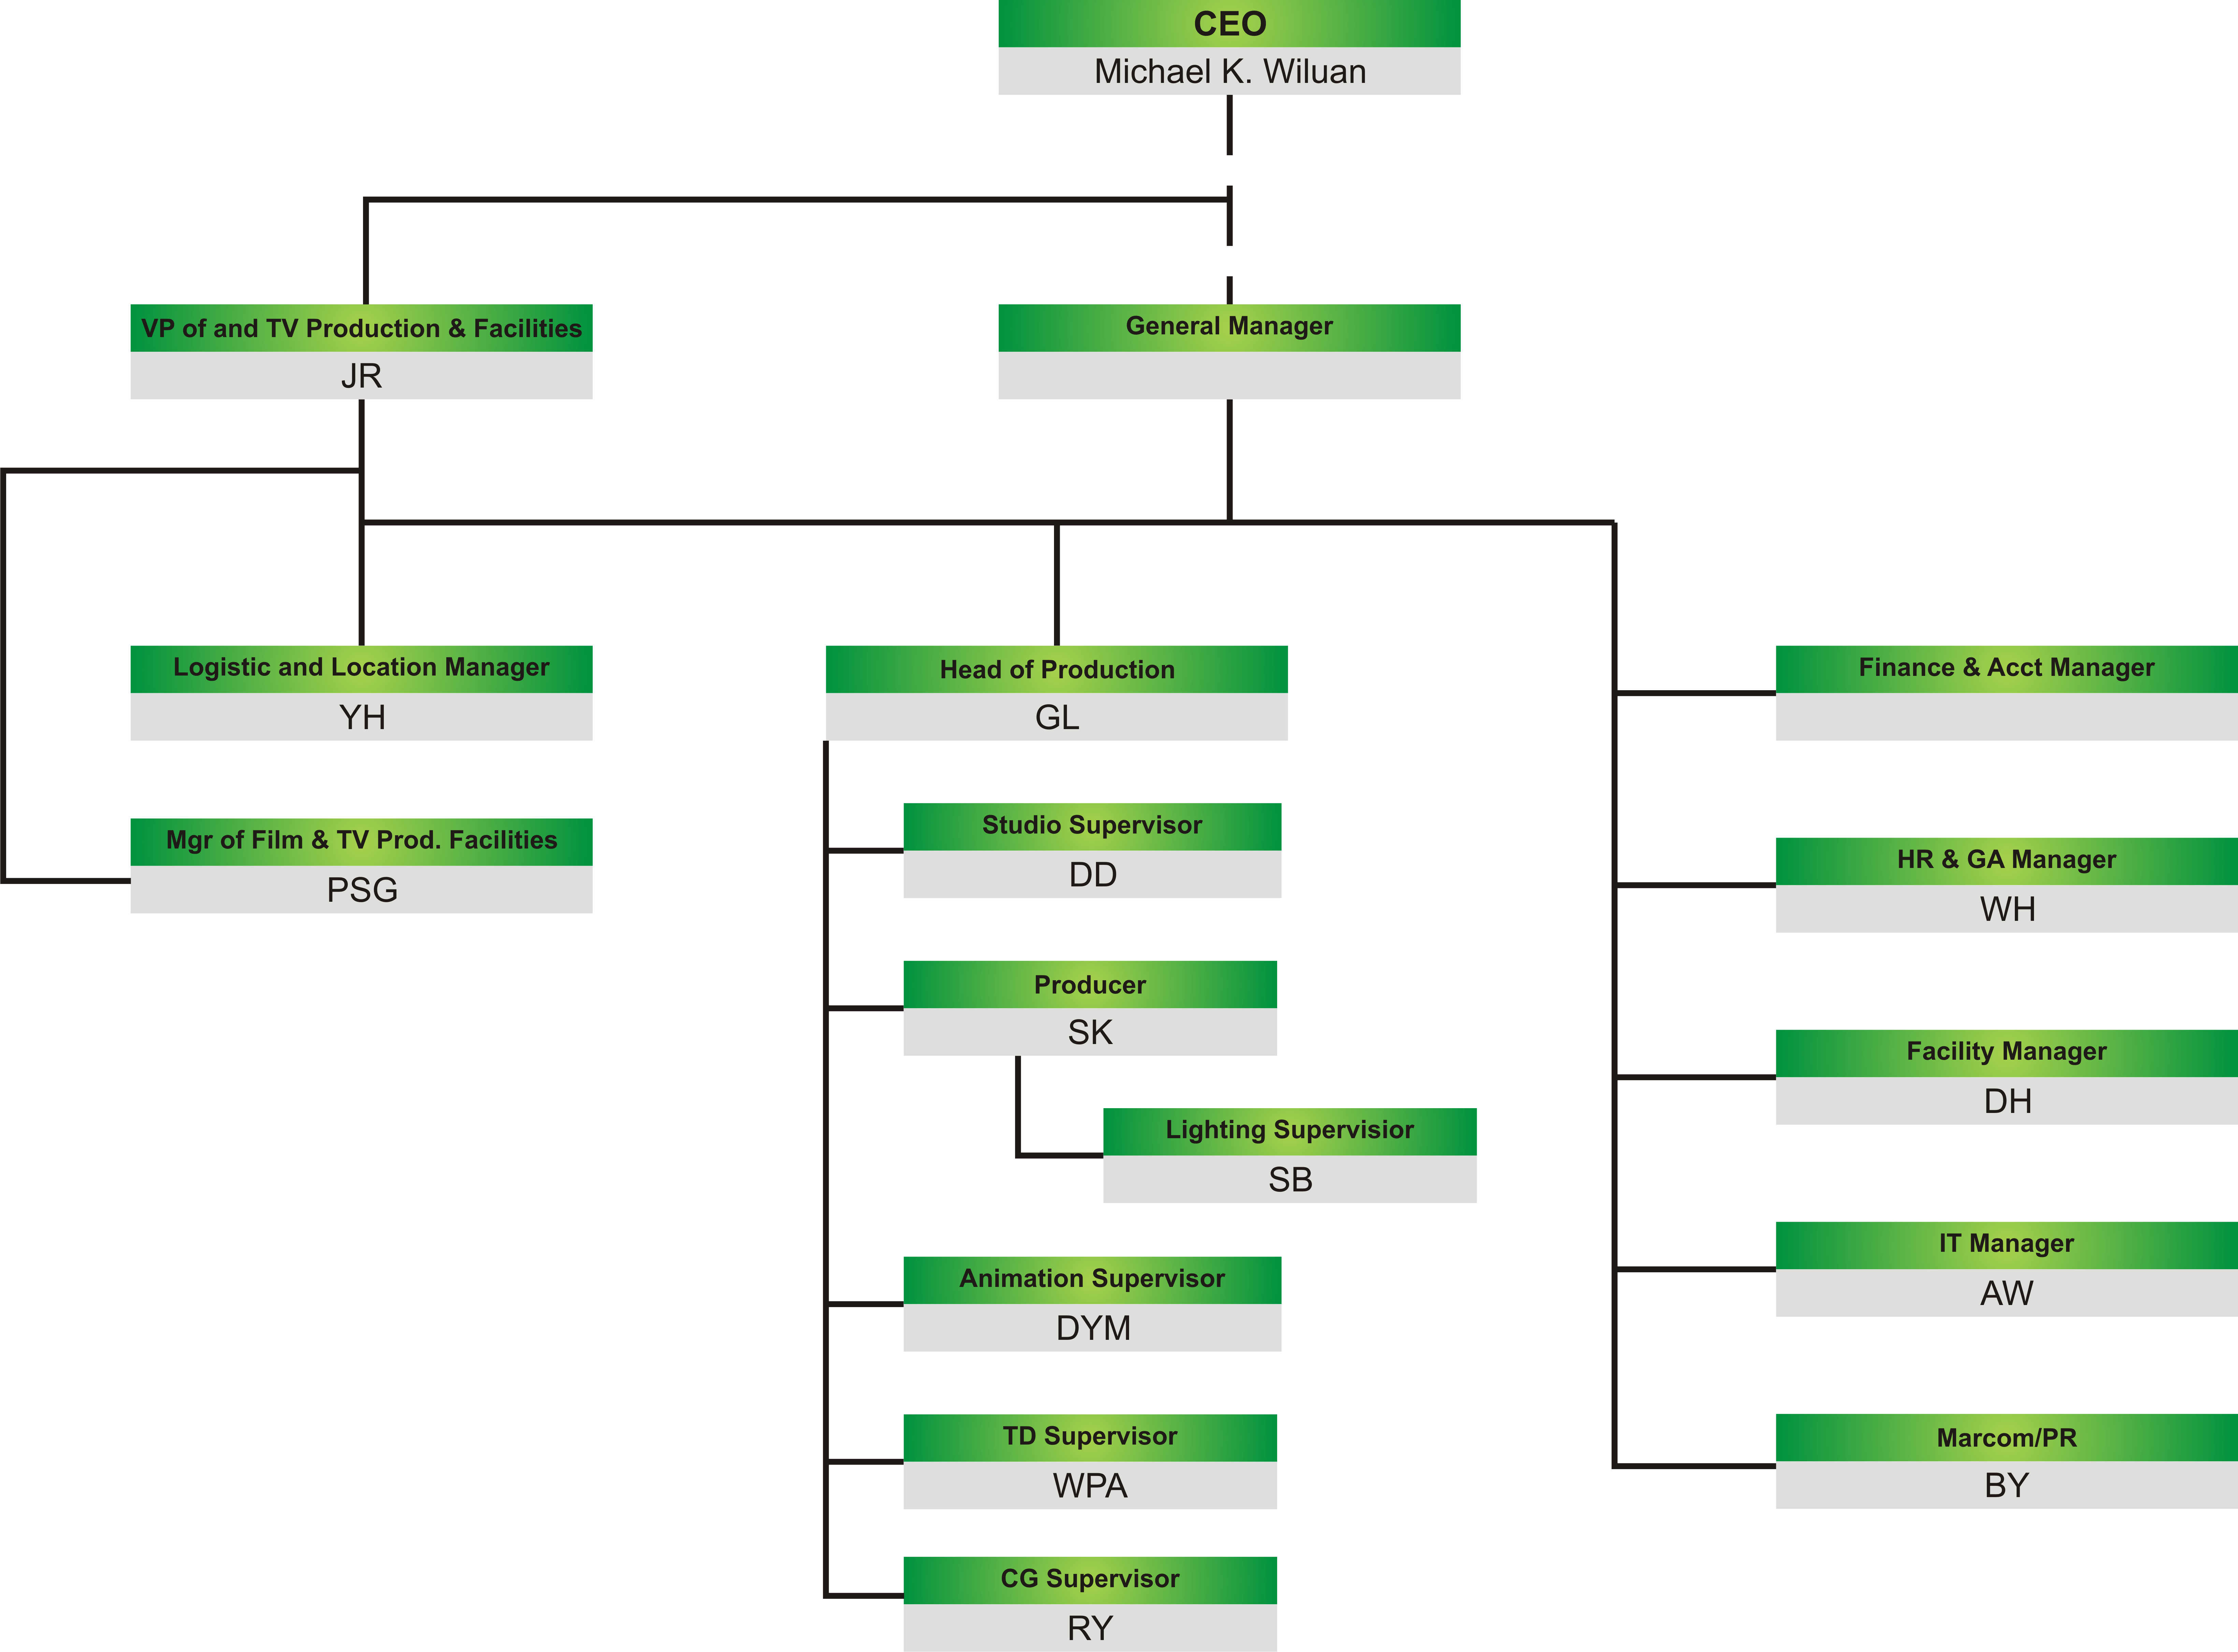 CEO
Michael K. Wiluan
VP of and TV Production & Facilities
JR
General Manager
Logistic and Location Manager
YH
Mgr of Film & TV Prod. Facilities
PSG
Head of Production
GL
Studio Supervisor
DD
Producer
SK
Lighting Supervisior
SB
Animation Supervisor
DYM
TD Supervisor
WPA
CG Supervisor
RY
Finance & Acct Manager
HR & GA Manager
WH
Facility Manager
DH
IT Manager
AW
Marcom/PR
BY